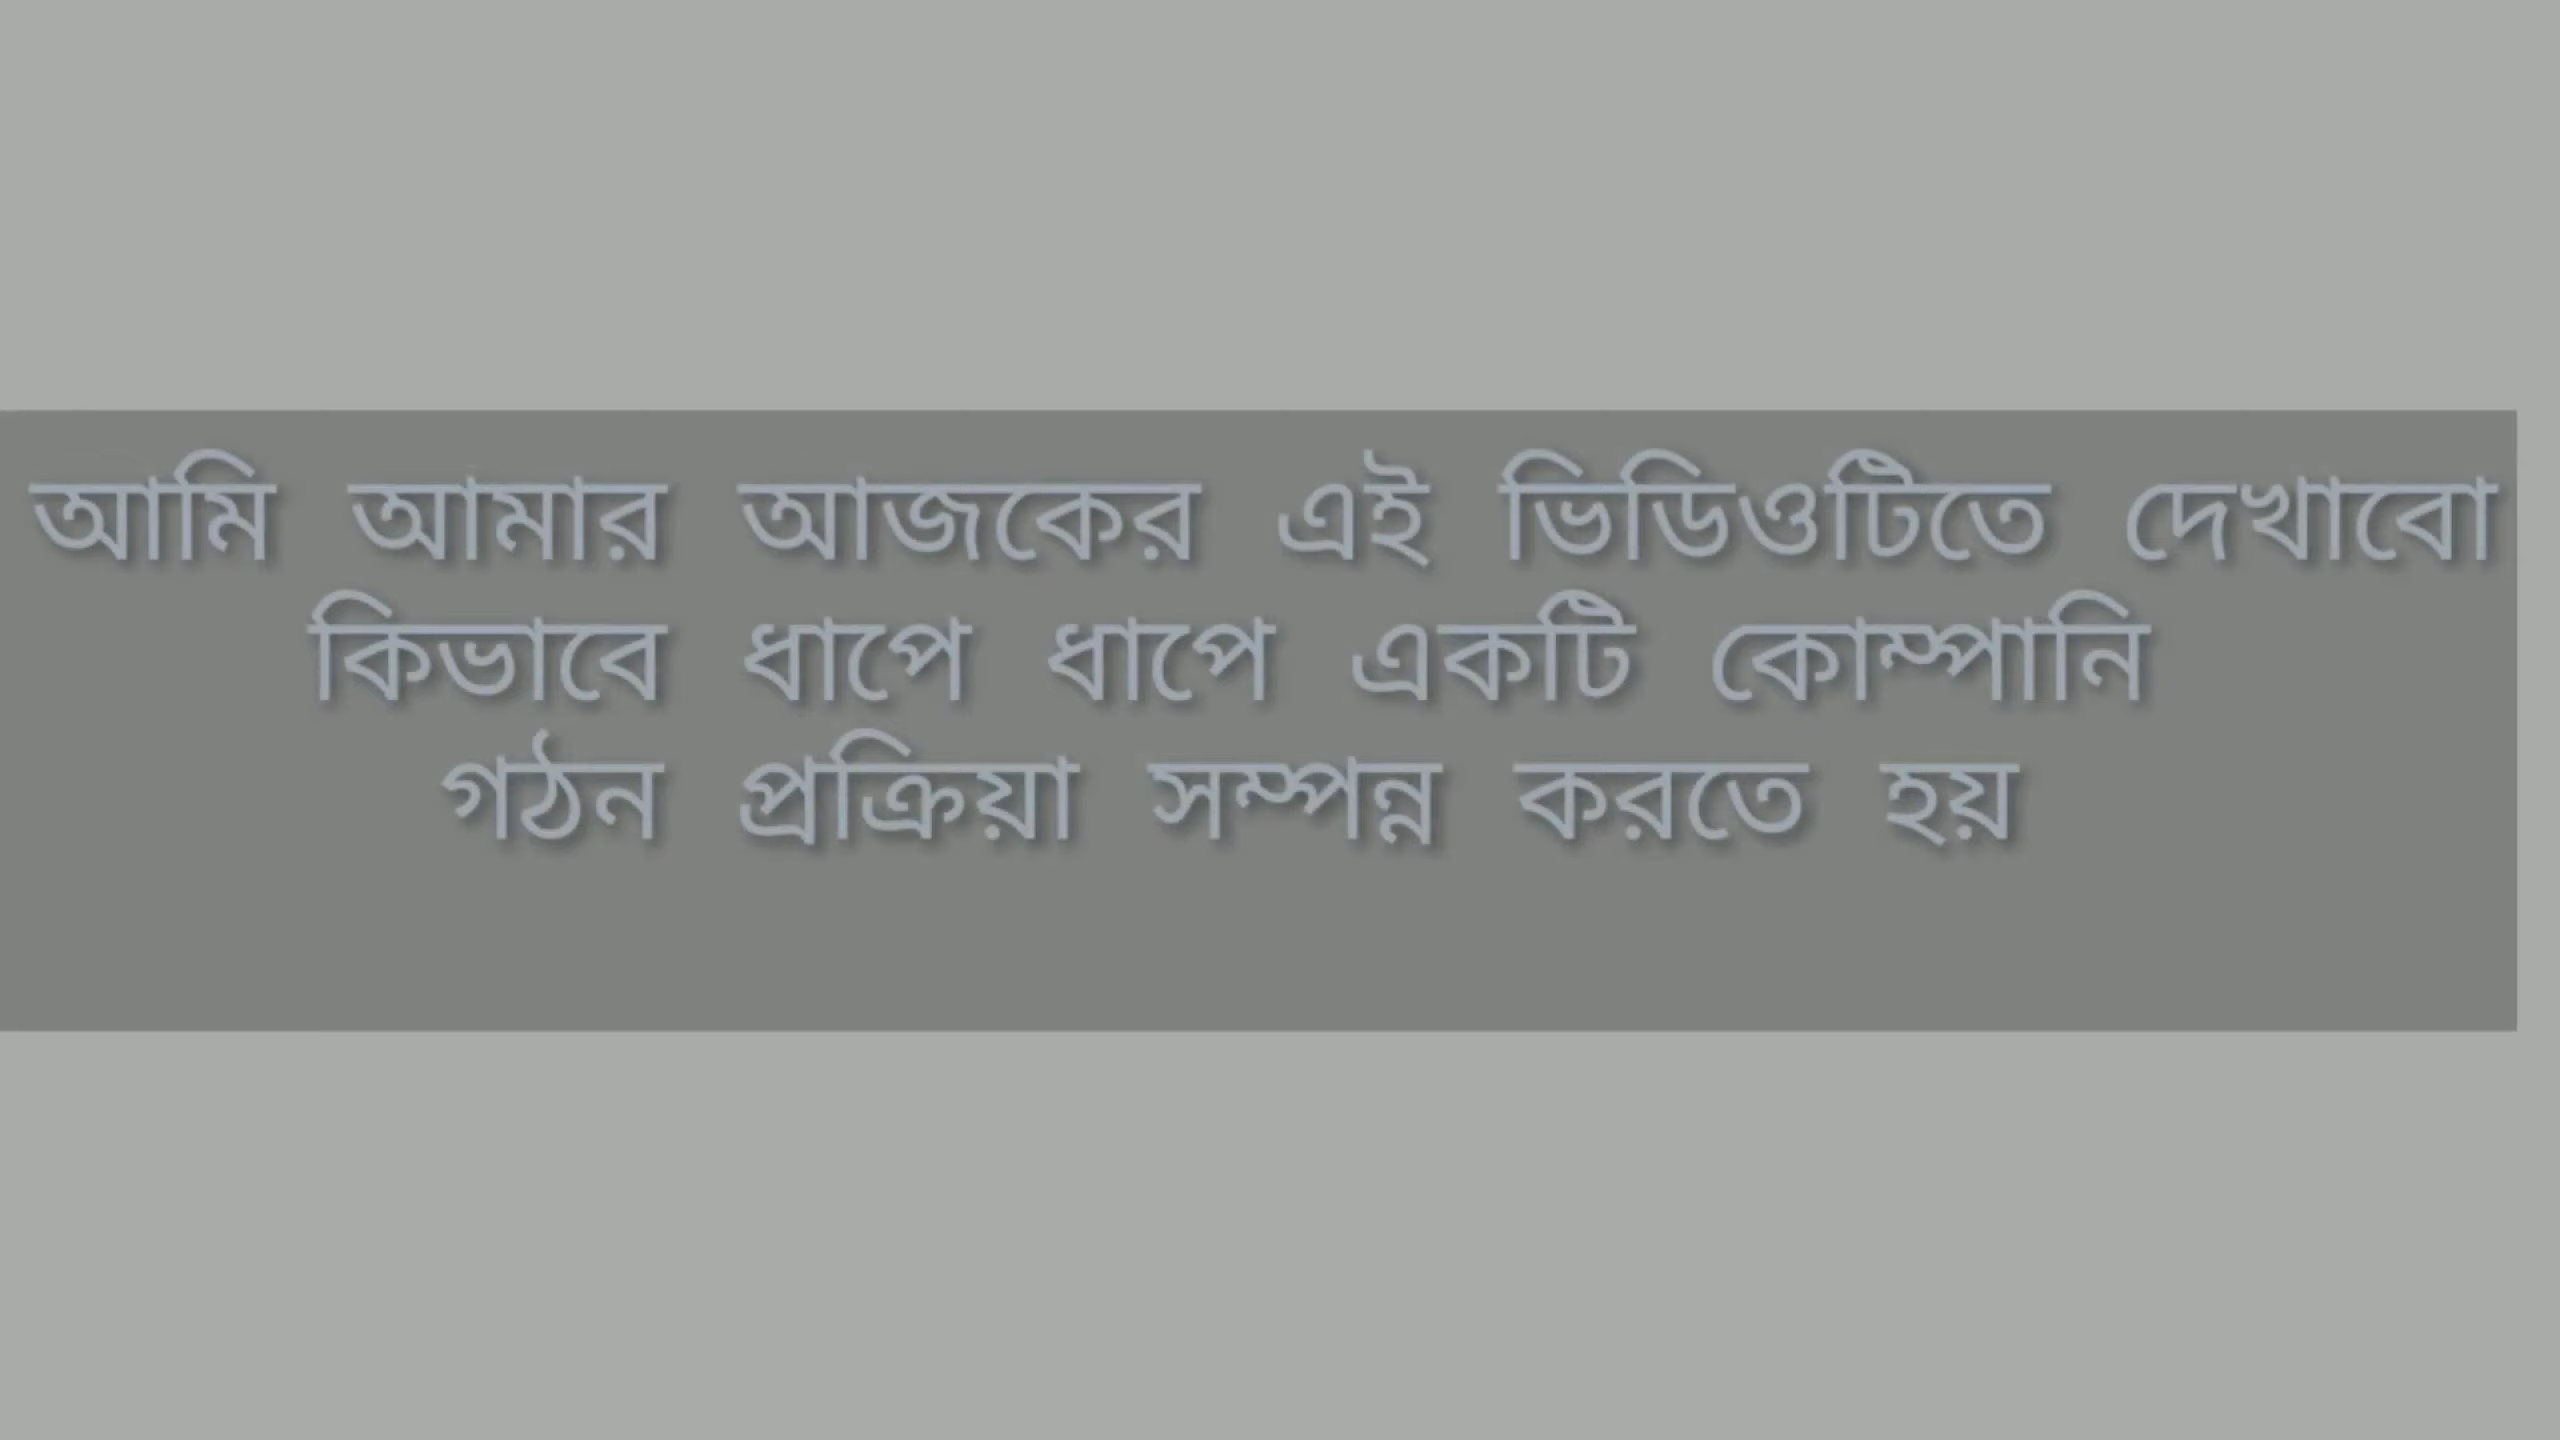 আমি আমার আজকের এই ভিডিওটিতে দেখাবো
কিভাবে ধাপে ধাপে একটি কোম্পানি
গঠন প্রক্রিয়া সম্পন্ন করতে হয়